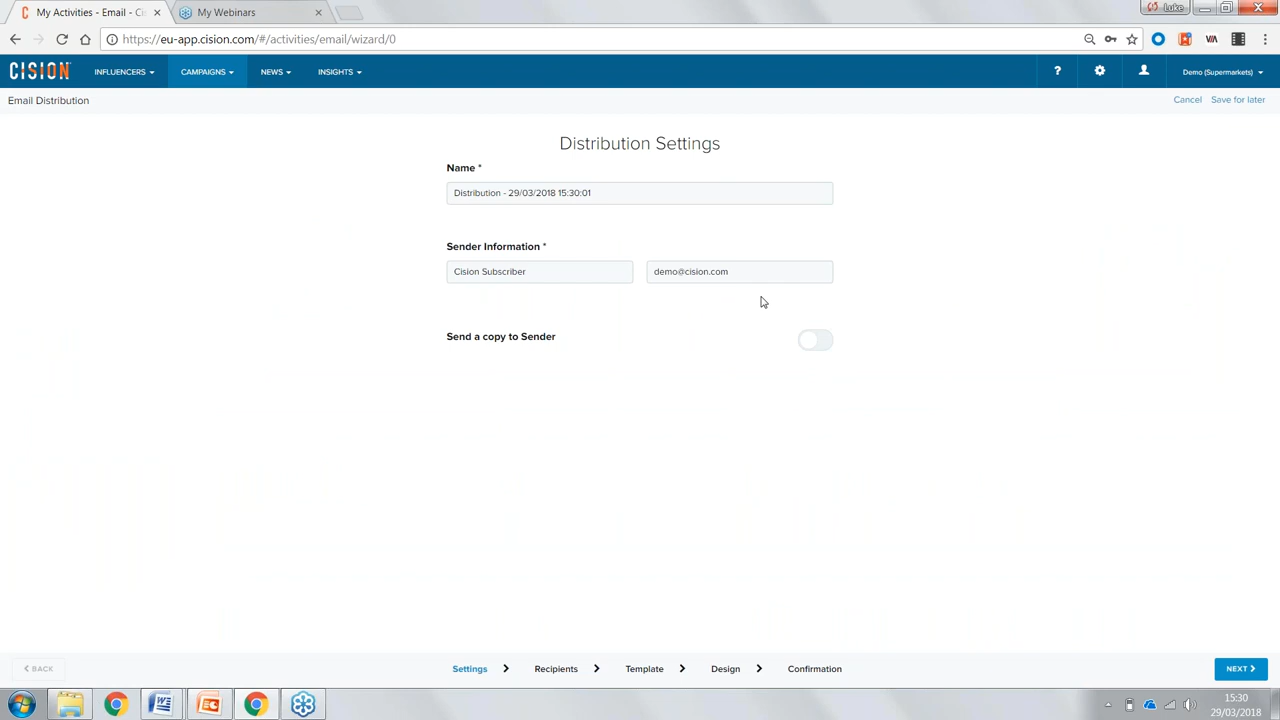 My Activities - Email - Ci
My Webinars
Luke
https://eu-app.cision.com/#/activities/email/wizard/0
VIA
CISION
INFLUENCERS
CAMPAIGNS
NEWS
INSIGHTS
?
Demo (Supermarkets)
Email Distribution
Cancel
Save for later
Distribution Settings
Name *
Distribution - 29/03/2018 15:30:01
Sender Information *
Cision Subscriber
demo@cision.com
Send a copy to Sender
BACK
Settings
Recipients
Template
Design
Confirmation
NEXT
15:30
29/03/2018